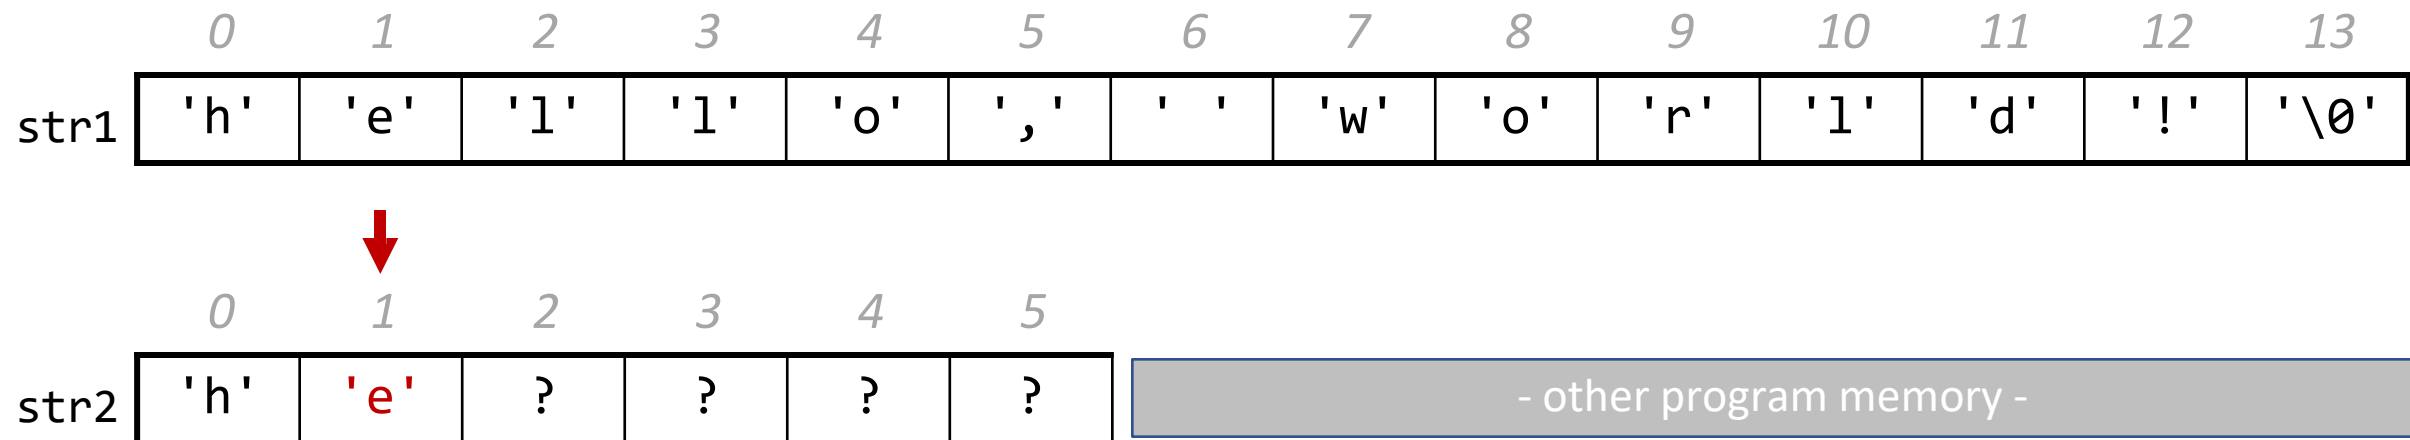 0 1 2 3 4 5 6 7 8 9 10 11 12 13
str1 'h' 'e' 'l' 'l' 'o' ',' ' ' 'w' 'o' 'r' 'l' 'd' '!' '\0'
0 1 2 3 4 5
str2 'h' 'e' ? ? ? ? - other program memory -